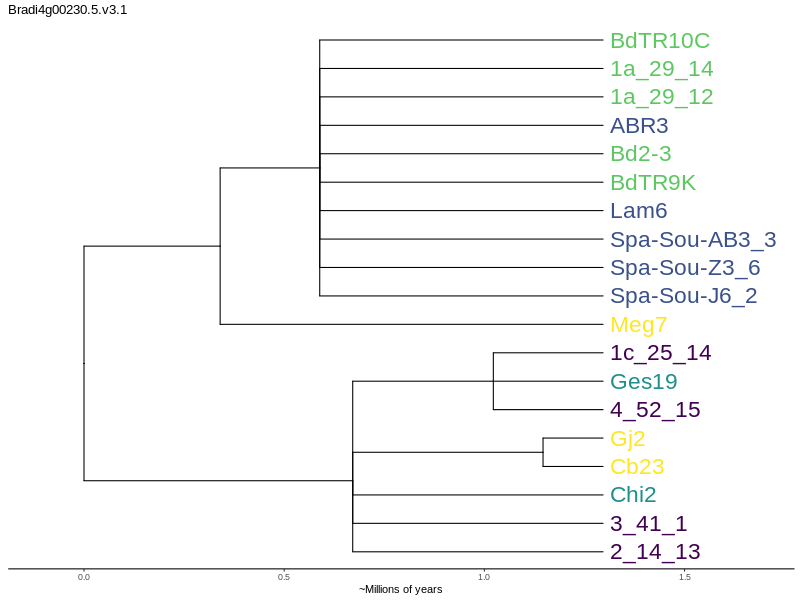 Bradi4g00230.5.v3.1
BdTR10C
1a_29_14
1a_29_12
ABR3
Bd2-3
BdTR9K
Lam6
Spa-Sou-AB3_3
Spa-Sou-Z3_6
Spa-Sou-J6_2
Meg7
1c_25_14
Ges19
4_52_15
Gj2
Cb23
Chi2
3_41_1
2_14_13
0.0 0.5 1.0 1.5
~Millions of years